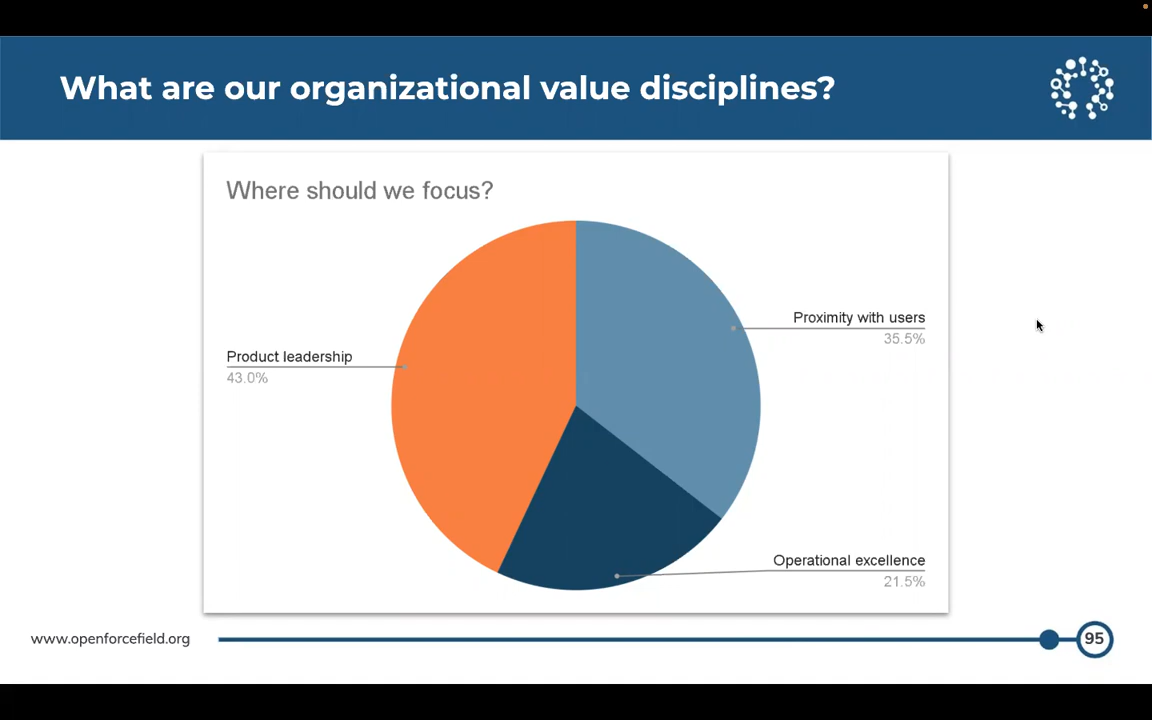 What are our organizational value disciplines?
Where should we focus?
Proximity with users
35.5%
Product leadership
43.0%
Operational excellence
21.5%
www.openforcefield.org
95